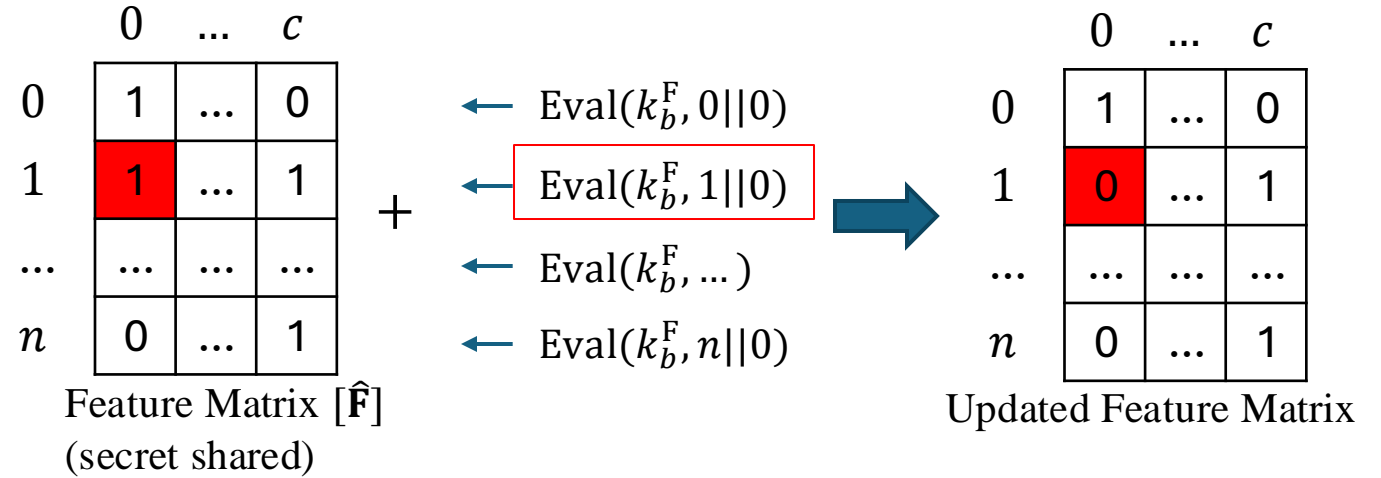 0 ... c
0 1 ... 0
1 1 ... 1
... ... ... ...
n 0 ... 1
Feature Matrix [𝐅̂]
(secret shared)
+
← Eval(k_b^F, 0||0)
← Eval(k_b^F, 1||0)
← Eval(k_b^F, ...)
← Eval(k_b^F, n||0)
0 ... c
0 1 ... 0
1 0 ... 1
... ... ... ...
n 0 ... 1
Updated Feature Matrix